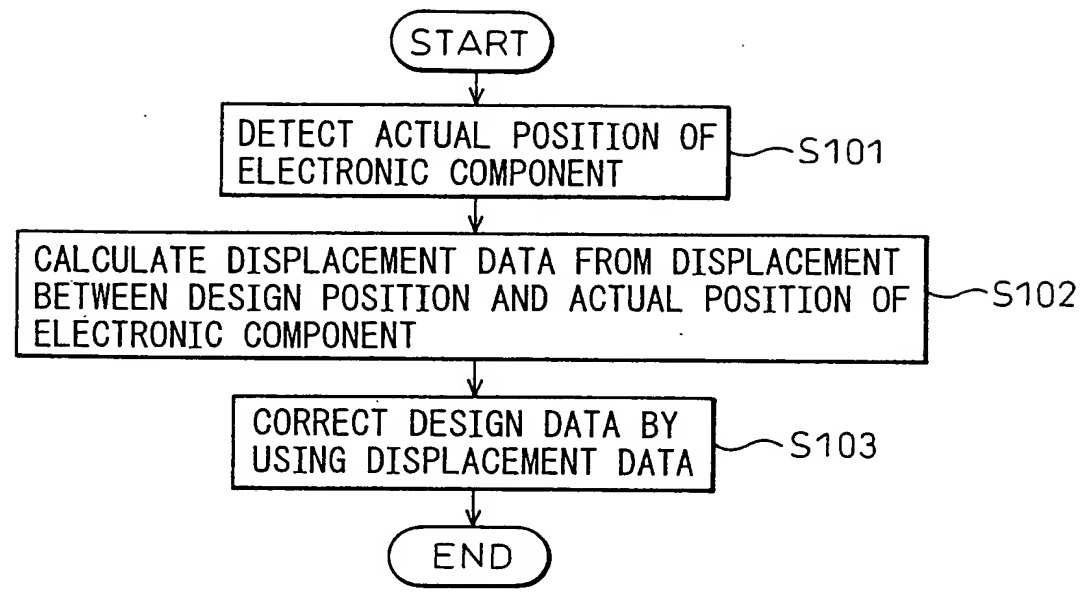 START
DETECT ACTUAL POSITION OF
ELECTRONIC COMPONENT
S101
CALCULATE DISPLACEMENT DATA FROM DISPLACEMENT
BETWEEN DESIGN POSITION AND ACTUAL POSITION OF
ELECTRONIC COMPONENT
S102
CORRECT DESIGN DATA BY
USING DISPLACEMENT DATA
S103
END